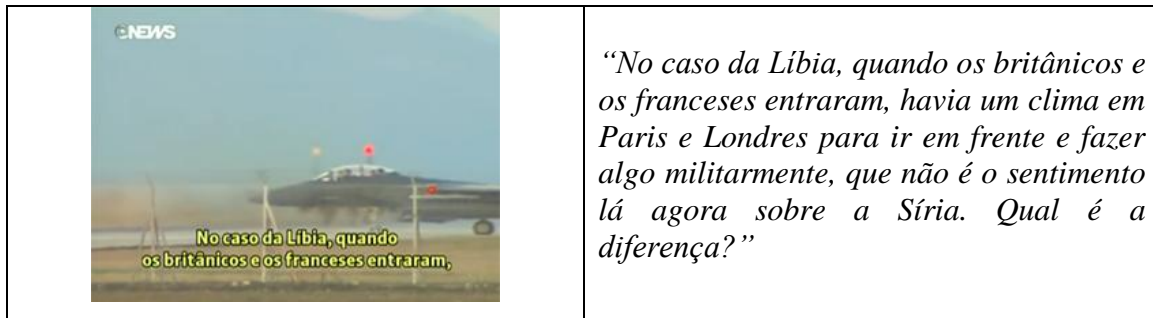 NEWS
No caso da Líbia, quando
os britânicos e os franceses entraram,
“No caso da Líbia, quando os britânicos e
os franceses entraram, havia um clima em
Paris e Londres para ir em frente e fazer
algo militarmente, que não é o sentimento
lá agora sobre a Síria. Qual é a
diferença?”